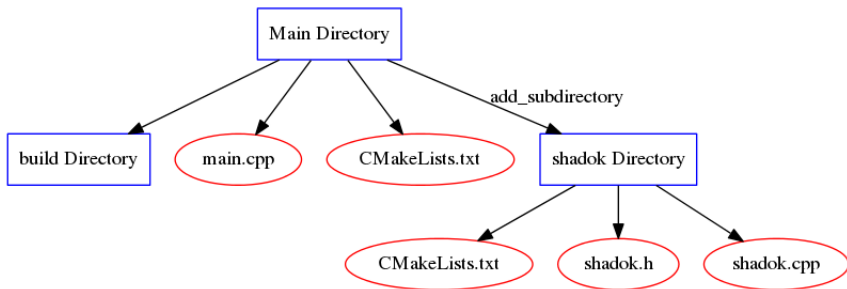 Main Directory
add_subdirectory
build Directory
main.cpp
CMakeLists.txt
shadok Directory
CMakeLists.txt
shadok.h
shadok.cpp